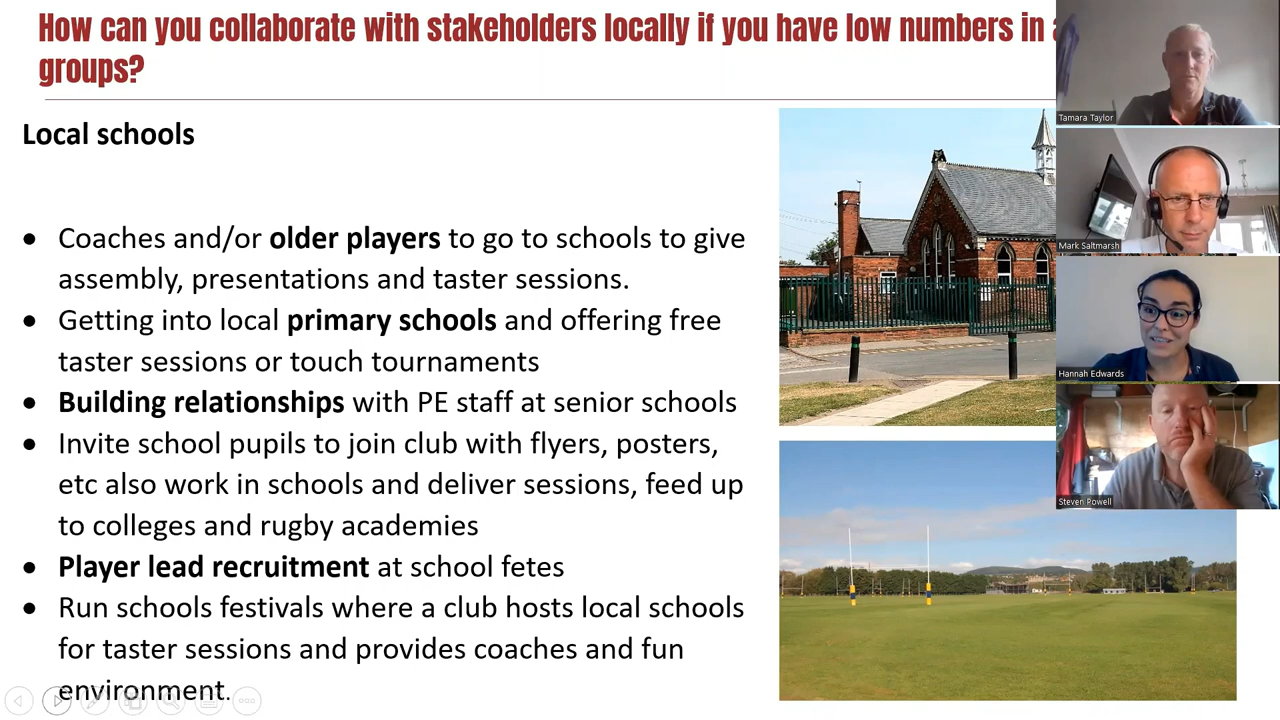 How can you collaborate with stakeholders locally if you have low numbers in
groups?
Local schools
• Coaches and/or older players to go to schools to give
assembly, presentations and taster sessions.
• Getting into local primary schools and offering free
taster sessions or touch tournaments
• Building relationships with PE staff at senior schools
• Invite school pupils to join club with flyers, posters,
etc also work in schools and deliver sessions, feed up
to colleges and rugby academies
• Player lead recruitment at school fetes
• Run schools festivals where a club hosts local schools
for taster sessions and provides coaches and fun
environment.
Tamara Taylor
Mark Saltmarsh
Hannah Edwards
Steven Powell